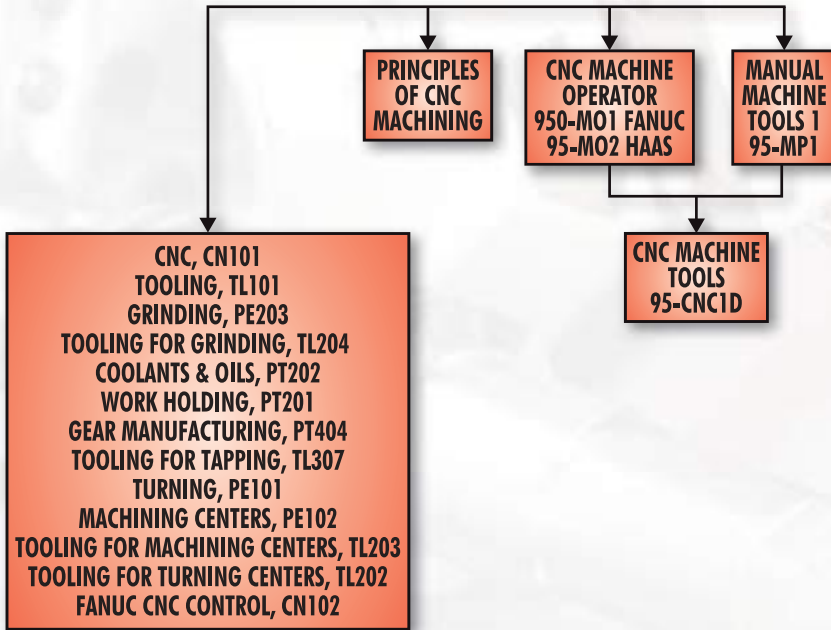 PRINCIPLES
OF CNC
MACHINING
CNC MACHINE
OPERATOR
950-MO1 FANUC
95-MO2 HAAS
MANUAL
MACHINE
TOOLS 1
95-MP1
CNC MACHINE
TOOLS
95-CNC1D
CNC, CN101
TOOLING, TL101
GRINDING, PE203
TOOLING FOR GRINDING, TL204
COOLANTS & OILS, PT202
WORK HOLDING, PT201
GEAR MANUFACTURING, PT404
TOOLING FOR TAPPING, TL307
TURNING, PE101
MACHINING CENTERS, PE102
TOOLING FOR MACHINING CENTERS, TL203
TOOLING FOR TURNING CENTERS, TL202
FANUC CNC CONTROL, CN102